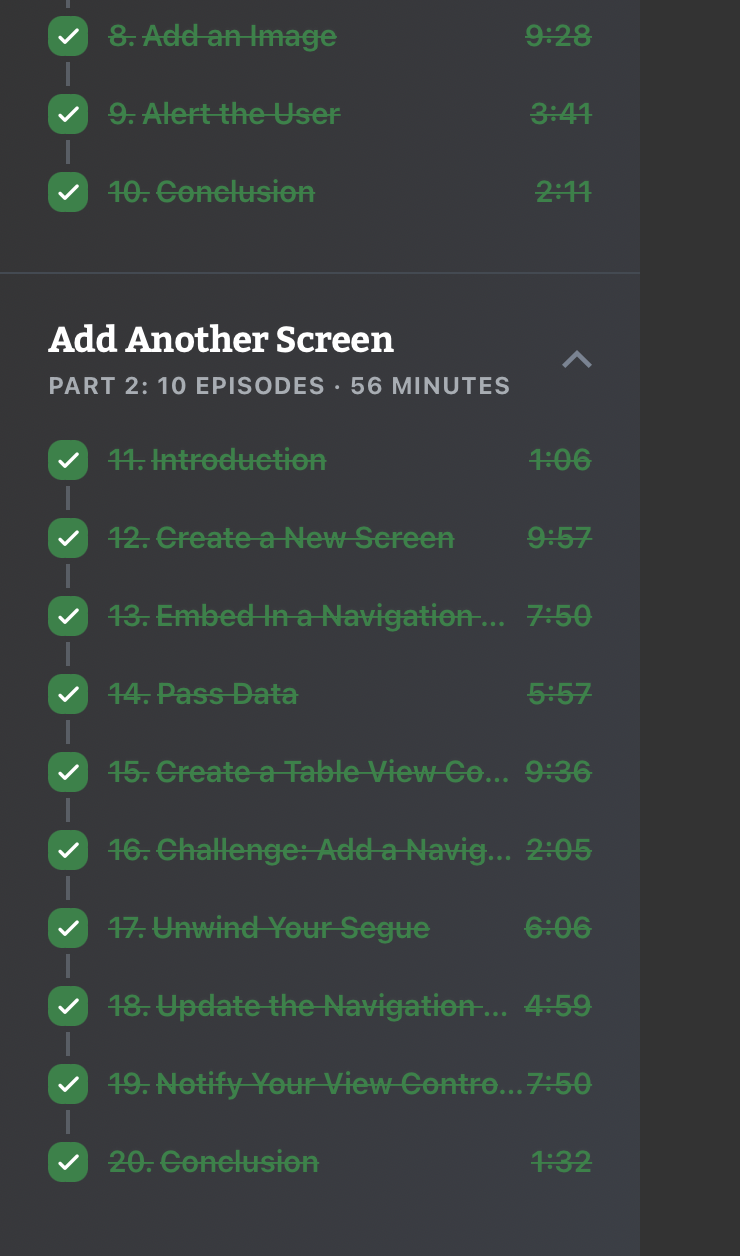 8. Add an Image 9:28
9. Alert the User 3:41
10. Conclusion 2:11
Add Another Screen
PART 2: 10 EPISODES · 56 MINUTES
11. Introduction 1:06
12. Create a New Screen 9:57
13. Embed In a Navigation ... 7:50
14. Pass Data 5:57
15. Create a Table View Co... 9:36
16. Challenge: Add a Navig... 2:05
17. Unwind Your Segue 6:06
18. Update the Navigation ... 4:59
19. Notify Your View Contro... 7:50
20. Conclusion 1:32